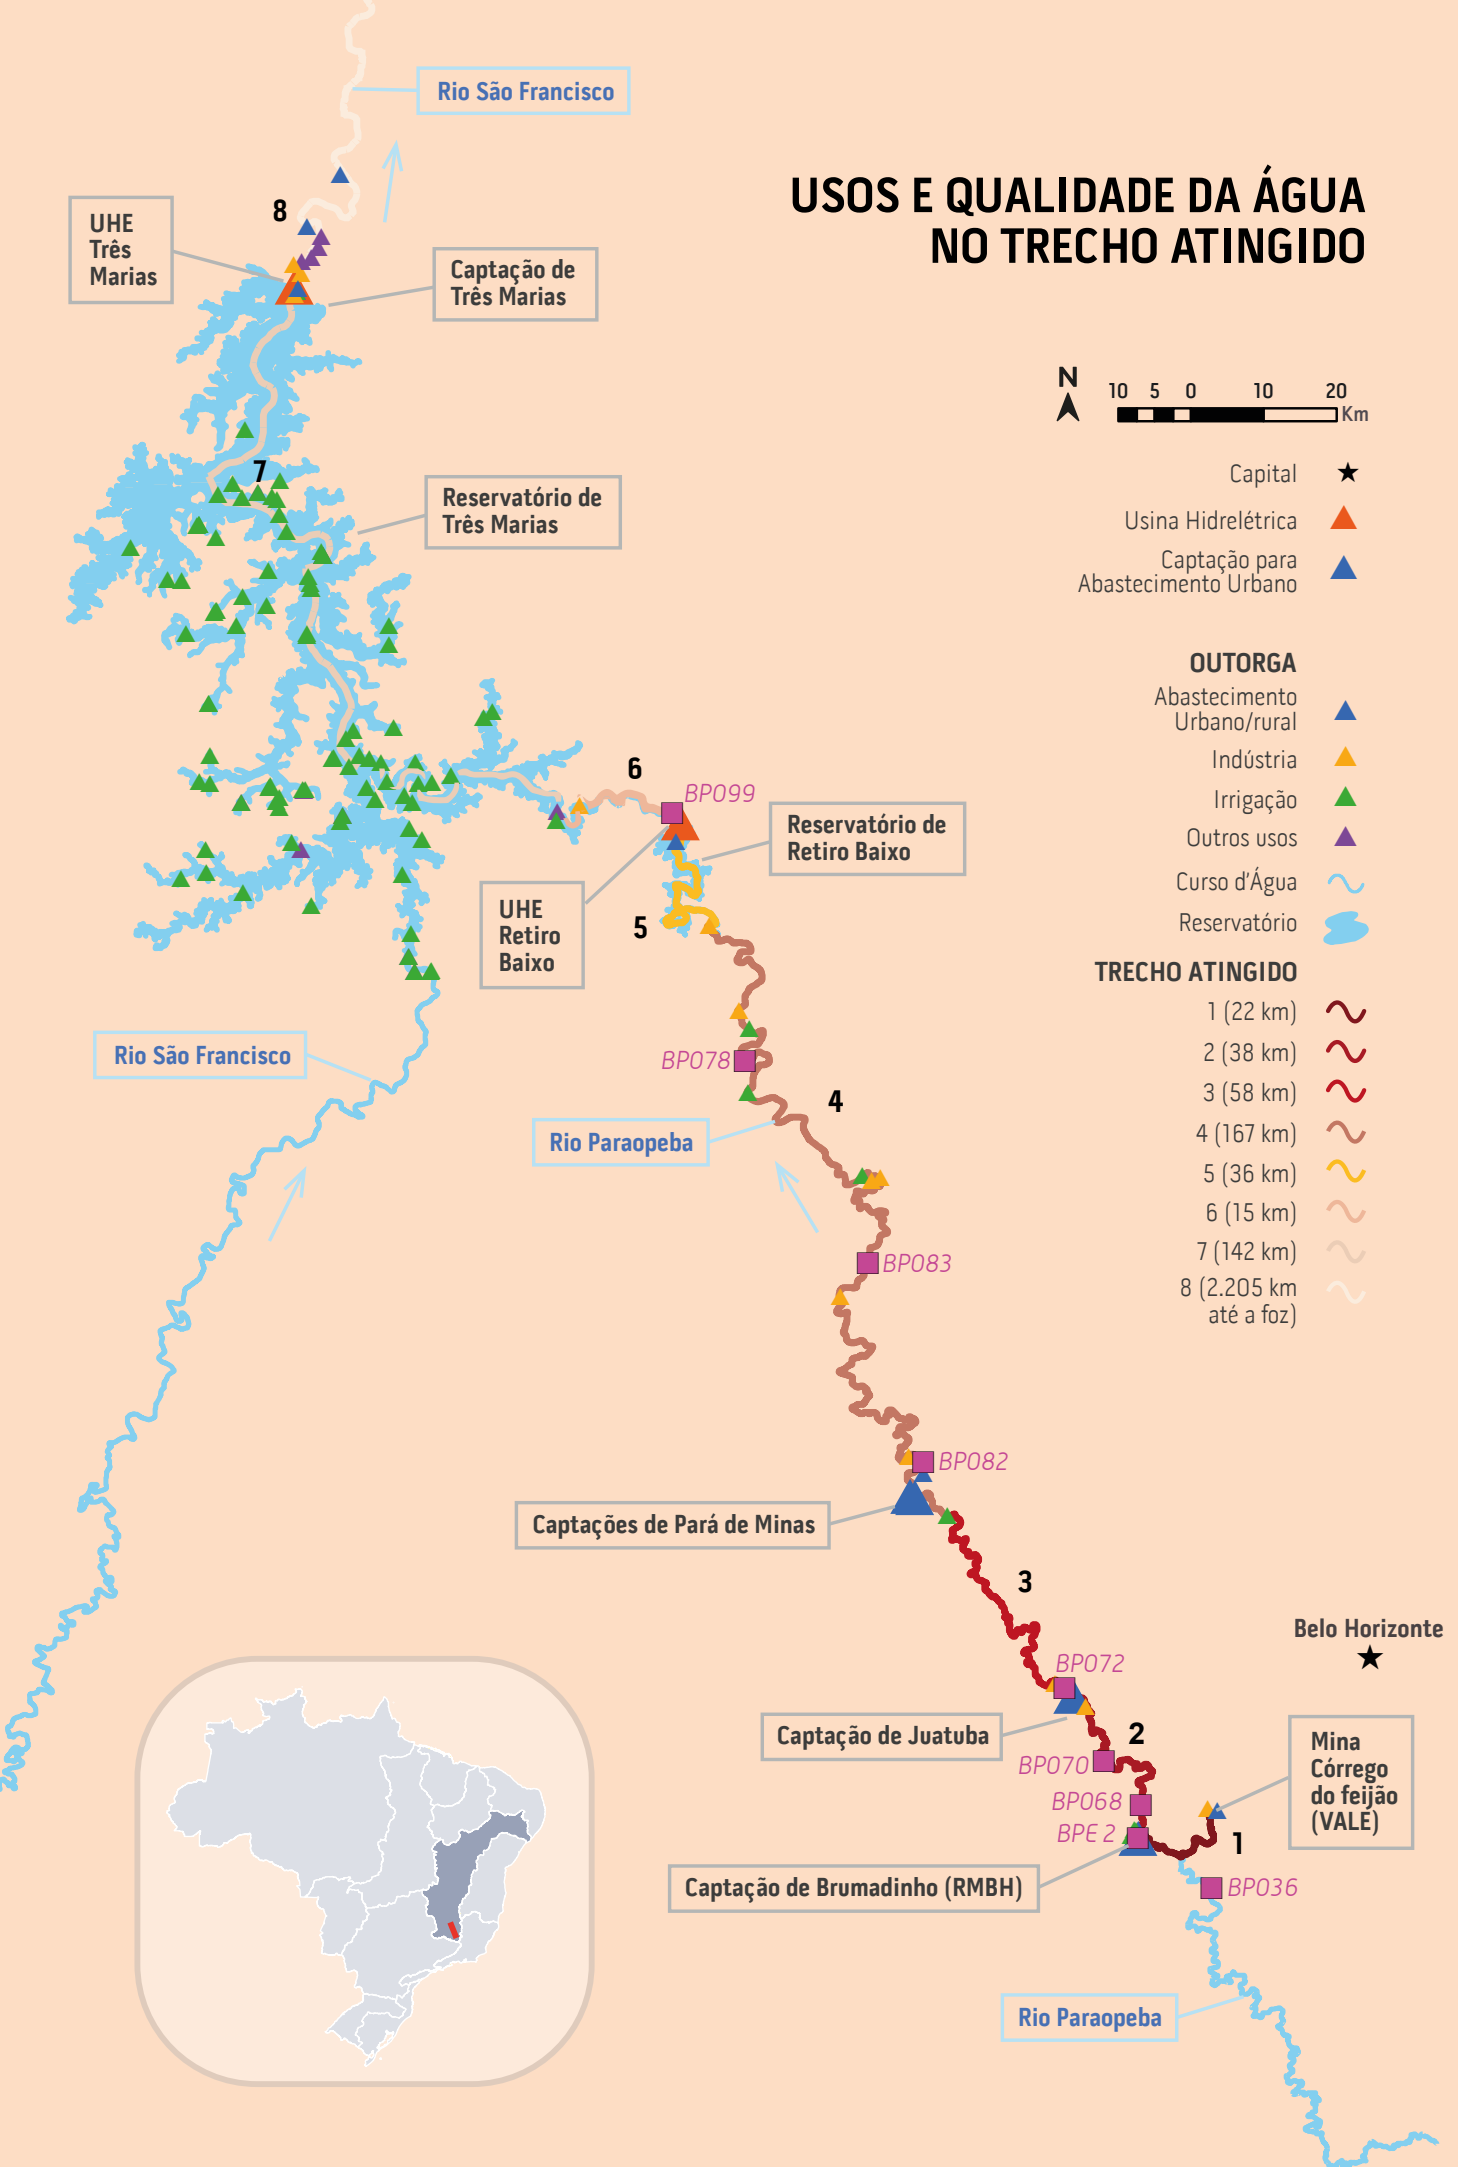 Rio São Francisco
USOS E QUALIDADE DA ÁGUA
NO TRECHO ATINGIDO
8
UHE
Três
Marias
Captação de
Três Marias
N
10 5 0 10 20
Km
Capital
Usina Hidrelétrica
Captação para
Abastecimento Urbano
7
Reservatório de
Três Marias
OUTORGA
Abastecimento
Urbano/rural
Indústria
Irrigação
Outros usos
Curso d'Água
Reservatório
TRECHO ATINGIDO
1 (22 km)
2 (38 km)
3 (58 km)
4 (167 km)
5 (36 km)
6 (15 km)
7 (142 km)
8 (2.205 km
até a foz)
6
BP099
Reservatório de
Retiro Baixo
UHE
Retiro
Baixo
5
Rio São Francisco
BP078
4
Rio Paraopeba
BP083
BP082
Captações de Pará de Minas
3
Belo Horizonte
BP072
Captação de Juatuba
2
BP070
Mina
Córrego
do feijão
(VALE)
BP068
BPE 2
1
Captação de Brumadinho (RMBH)
BP036
Rio Paraopeba